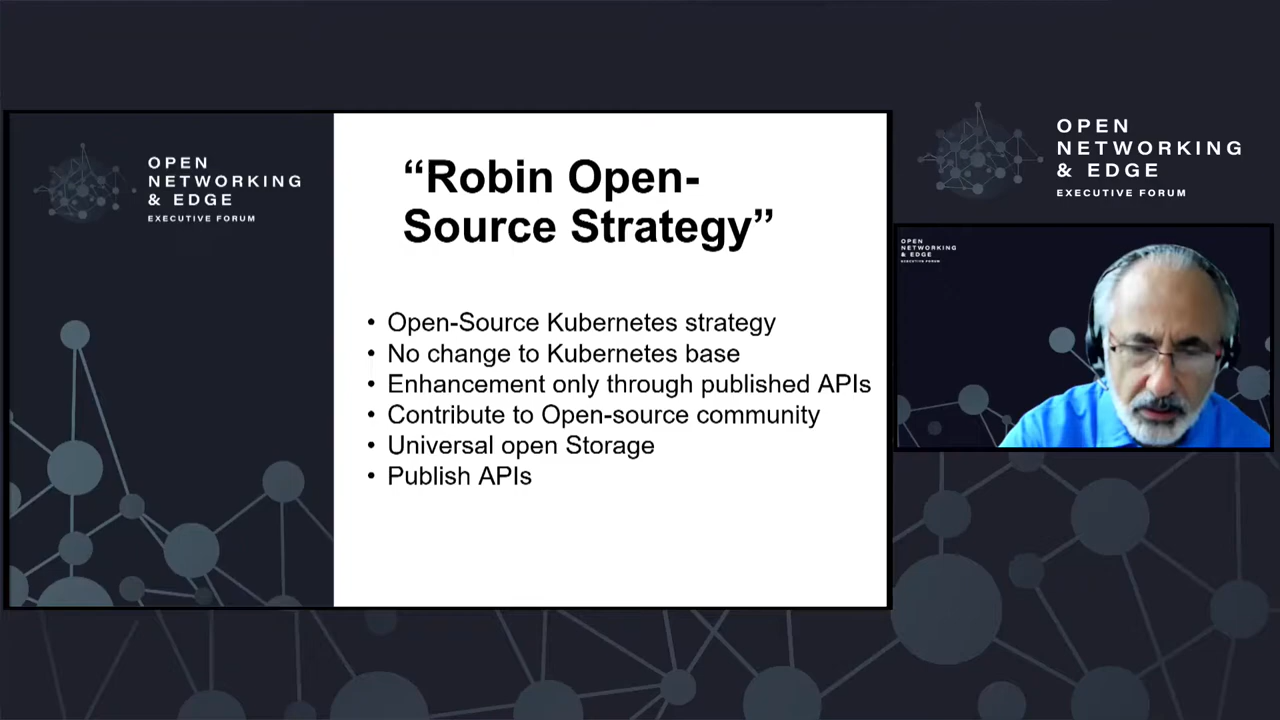 OPEN
NETWORKING
& EDGE
EXECUTIVE FORUM
“Robin Open-
Source Strategy”
• Open-Source Kubernetes strategy
• No change to Kubernetes base
• Enhancement only through published APIs
• Contribute to Open-source community
• Universal open Storage
• Publish APIs
OPEN
NETWORKING
& EDGE
EXECUTIVE FORUM
OPEN
NETWORKING
& EDGE
EXECUTIVE FORUM